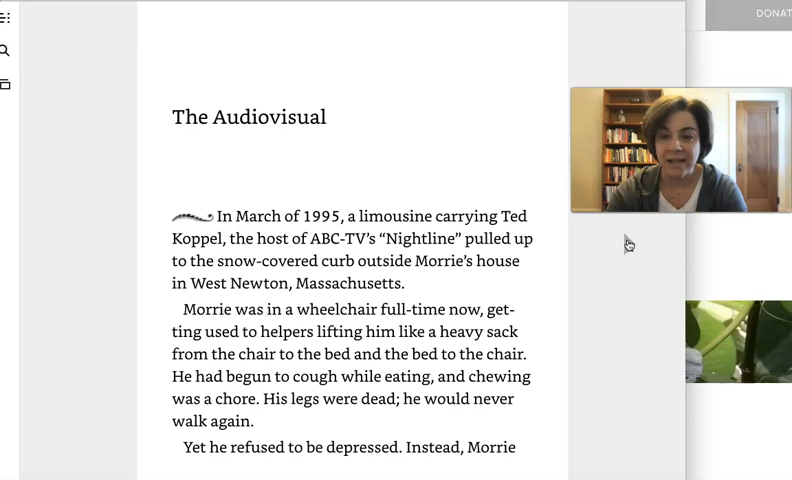 DONAT
The Audiovisual
In March of 1995, a limousine carrying Ted
Koppel, the host of ABC-TV’s “Nightline” pulled up
to the snow-covered curb outside Morrie’s house
in West Newton, Massachusetts.
Morrie was in a wheelchair full-time now, get-
ting used to helpers lifting him like a heavy sack
from the chair to the bed and the bed to the chair.
He had begun to cough while eating, and chewing
was a chore. His legs were dead; he would never
walk again.
Yet he refused to be depressed. Instead, Morrie